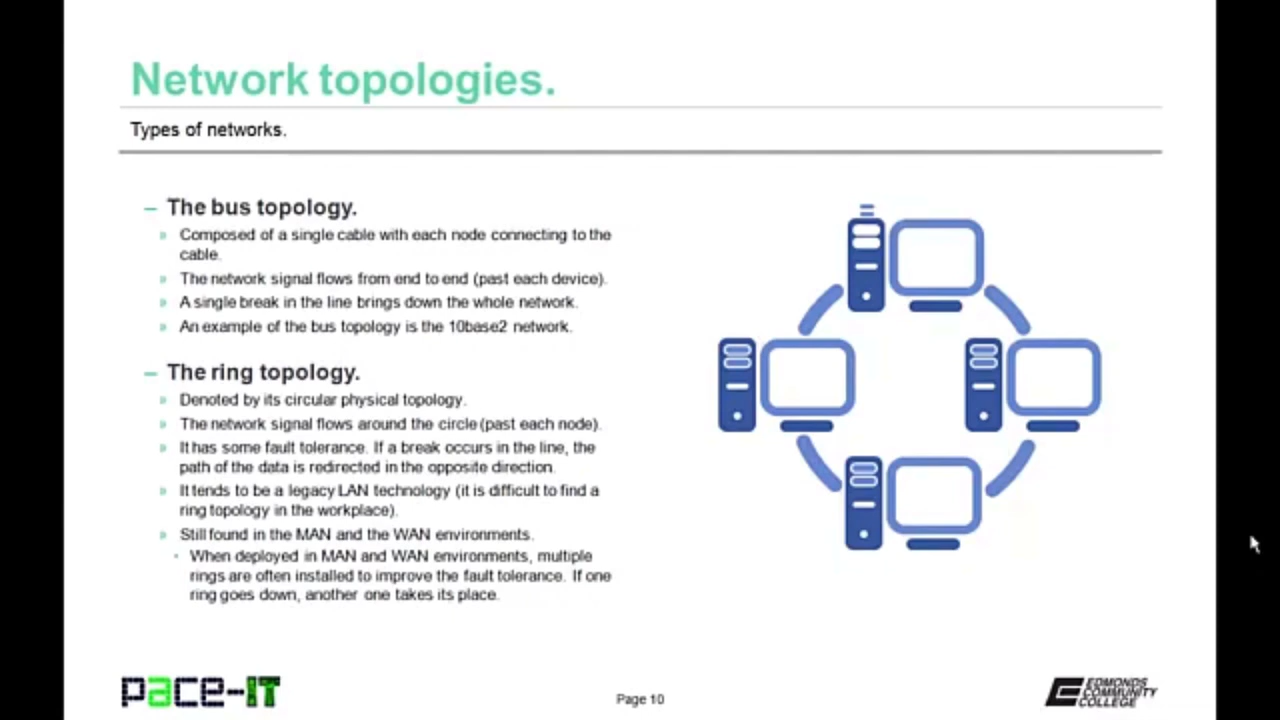 Network topologies.
Types of networks.
– The bus topology.
» Composed of a single cable with each node connecting to the
cable.
» The network signal flows from end to end (past each device).
» A single break in the line brings down the whole network.
» An example of the bus topology is the 10base2 network.
– The ring topology.
» Denoted by its circular physical topology.
» The network signal flows around the circle (past each node).
» It has some fault tolerance. If a break occurs in the line, the
path of the data is redirected in the opposite direction.
» It tends to be a legacy LAN technology (it is difficult to find a
ring topology in the workplace).
» Still found in the MAN and the WAN environments.
• When deployed in MAN and WAN environments, multiple
rings are often installed to improve the fault tolerance. If one
ring goes down, another one takes its place.
pace-IT
Page 10
EDMONDS
COMMUNITY
COLLEGE